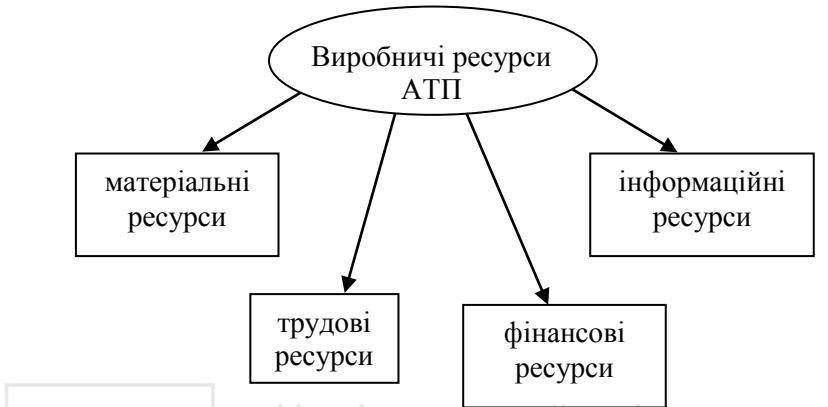 Виробничі ресурси
АТП
матеріальні
ресурси
інформаційні
ресурси
трудові
ресурси
фінансові
ресурси